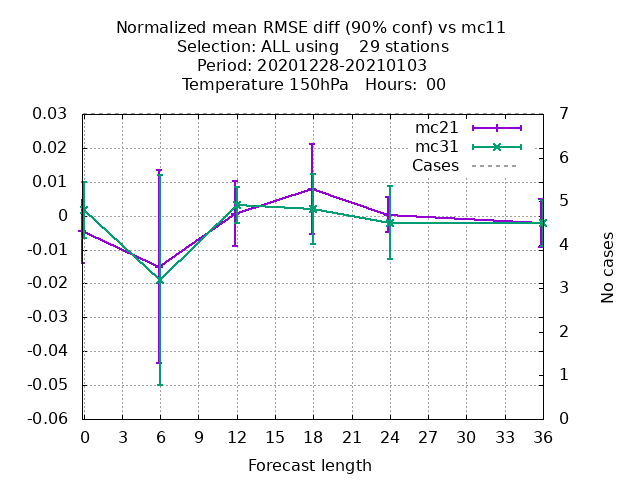 Normalized mean RMSE diff (90% conf) vs mc11
Selection: ALL using    29 stations
Period: 20201228-20210103
Temperature 150hPa   Hours:  00
mc21
mc31
Cases
0.03
0.02
0.01
0
-0.01
-0.02
-0.03
-0.04
-0.05
-0.06
7
6
5
4
3
2
1
0
No cases
0 3 6 9 12 15 18 21 24 27 30 33 36
Forecast length